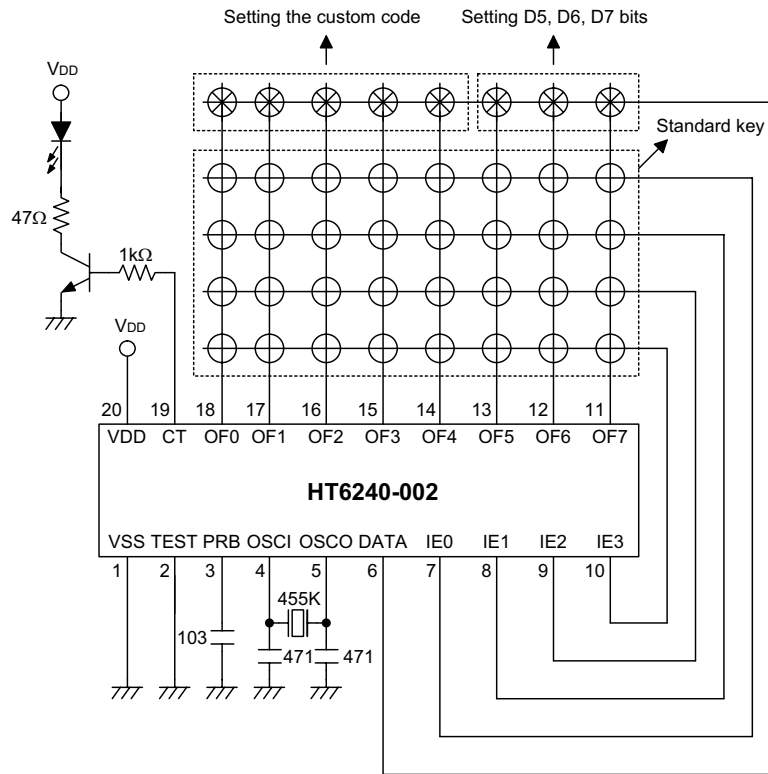 Setting the custom code Setting D5, D6, D7 bits
VDD
Standard key
47Ω
1kΩ
VDD
20 19 18 17 16 15 14 13 12 11
VDD CT OF0 OF1 OF2 OF3 OF4 OF5 OF6 OF7
HT6240-002
VSS TEST PRB OSCI OSCO DATA IE0 IE1 IE2 IE3
1 2 3 4 5 6 7 8 9 10
455K
103
471 471